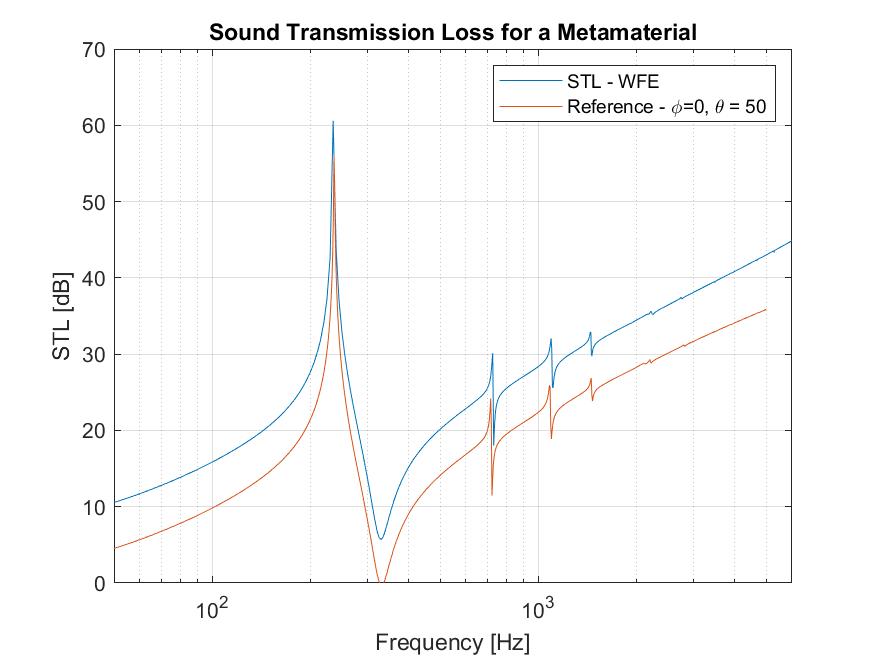 Sound Transmission Loss for a Metamaterial
STL - WFE
Reference - ϕ=0, θ = 50
70
60
50
40
30
20
10
0
STL [dB]
10²
10³
Frequency [Hz]